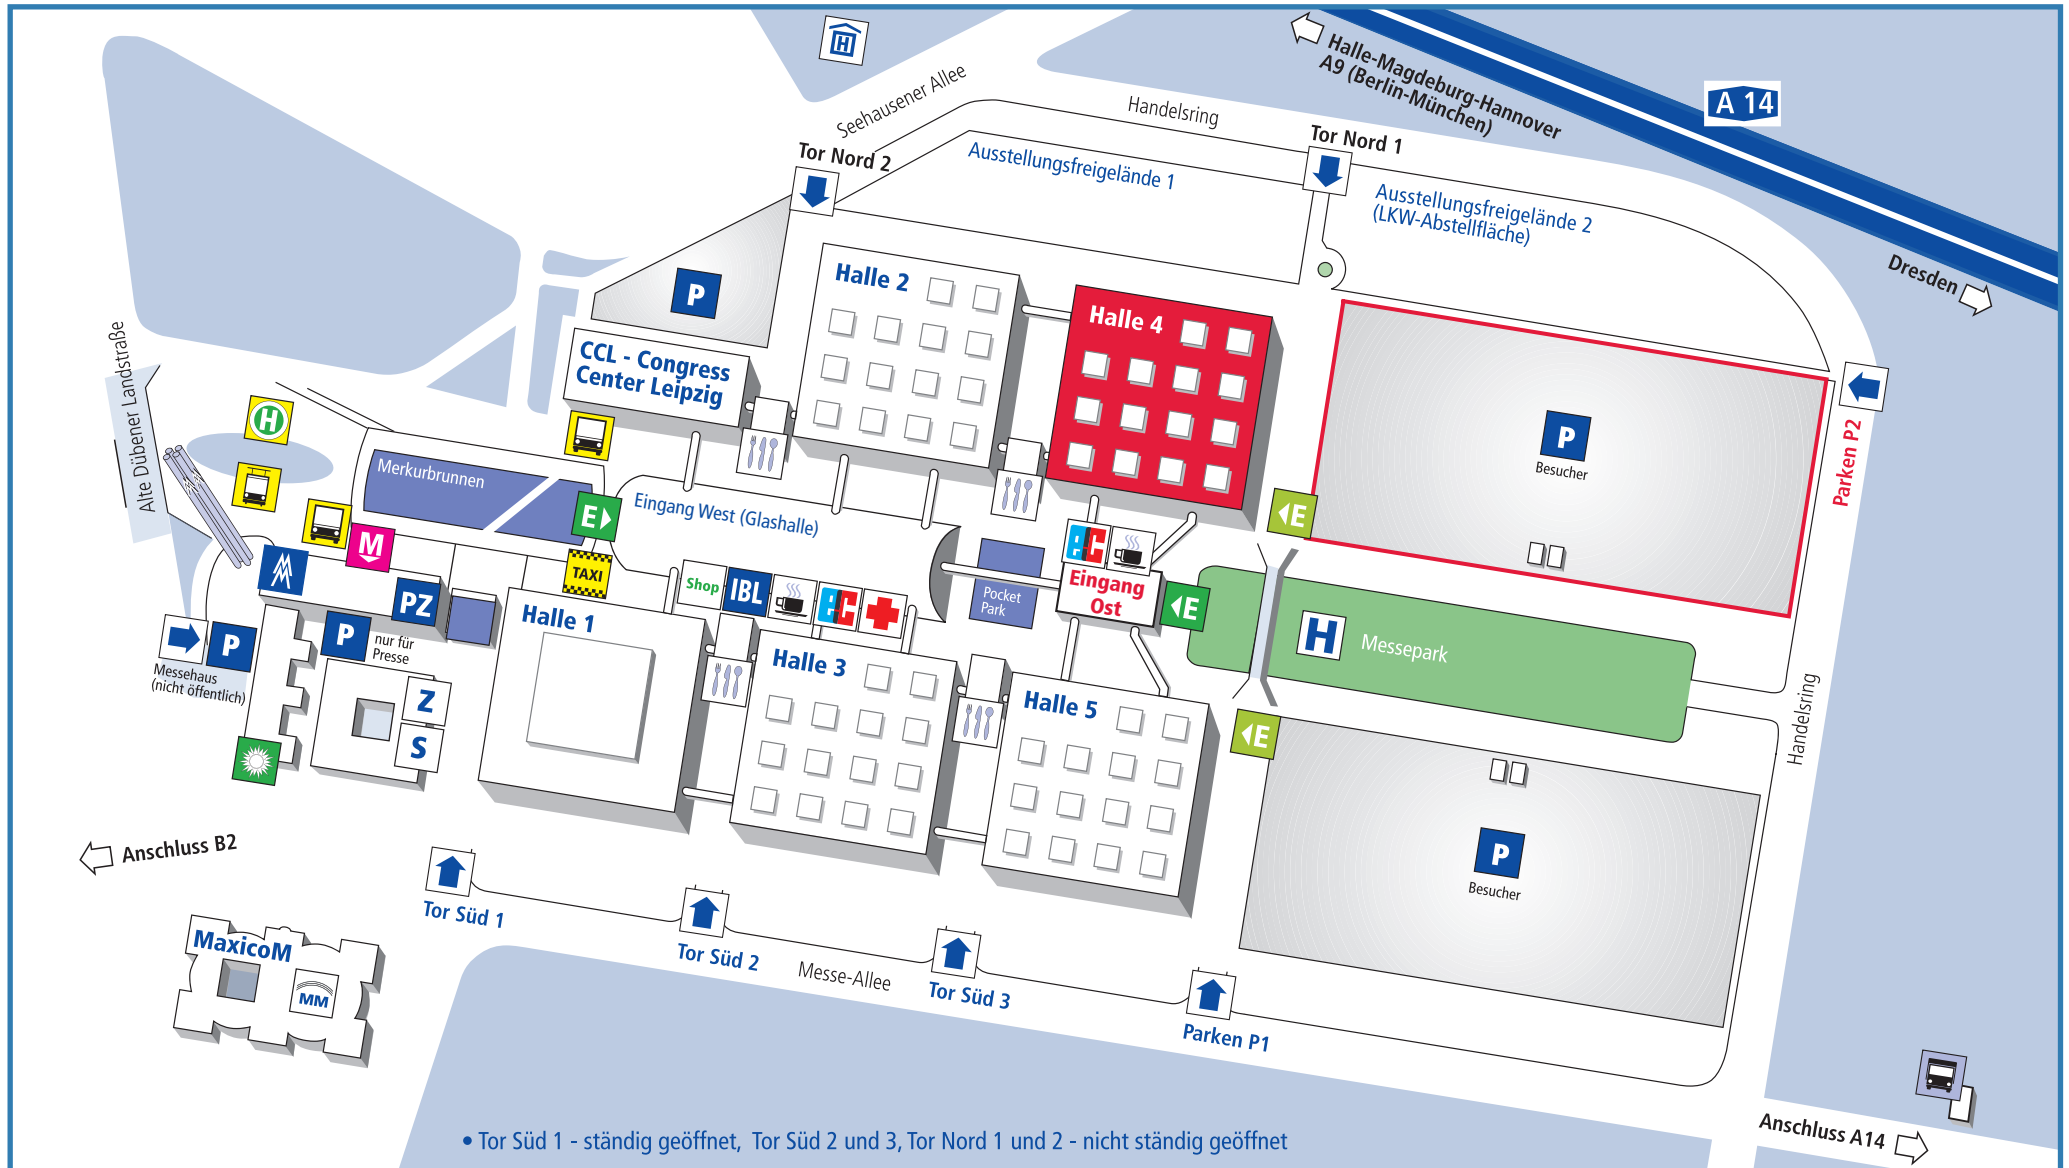 H
Halle-Magdeburg-Hannover
A9 (Berlin-München)
A 14
Seehausener Allee
Handelsring
Tor Nord 1
Tor Nord 2
Ausstellungsfreigelände 1
Ausstellungsfreigelände 2
(LKW-Abstellfläche)
Dresden
P
Halle 2
Halle 4
CCL - Congress
Center Leipzig
Alte Dübener Landstraße
H
P
Besucher
Parken P2
Merkurbrunnen
E
Eingang West (Glashalle)
E
M
TAXI
Shop
IBL
EC
EC
Eingang
Ost
E
Pocket
Park
H
Messepark
PZ
P
nur für
Presse
P
Messehaus
(nicht öffentlich)
Halle 1
Halle 3
Halle 5
Z
S
E
Handelsring
P
Besucher
Anschluss B2
Tor Süd 1
Tor Süd 2
Messe-Allee
Tor Süd 3
Parken P1
MaxicoM
MM
Anschluss A14
• Tor Süd 1 - ständig geöffnet, Tor Süd 2 und 3, Tor Nord 1 und 2 - nicht ständig geöffnet